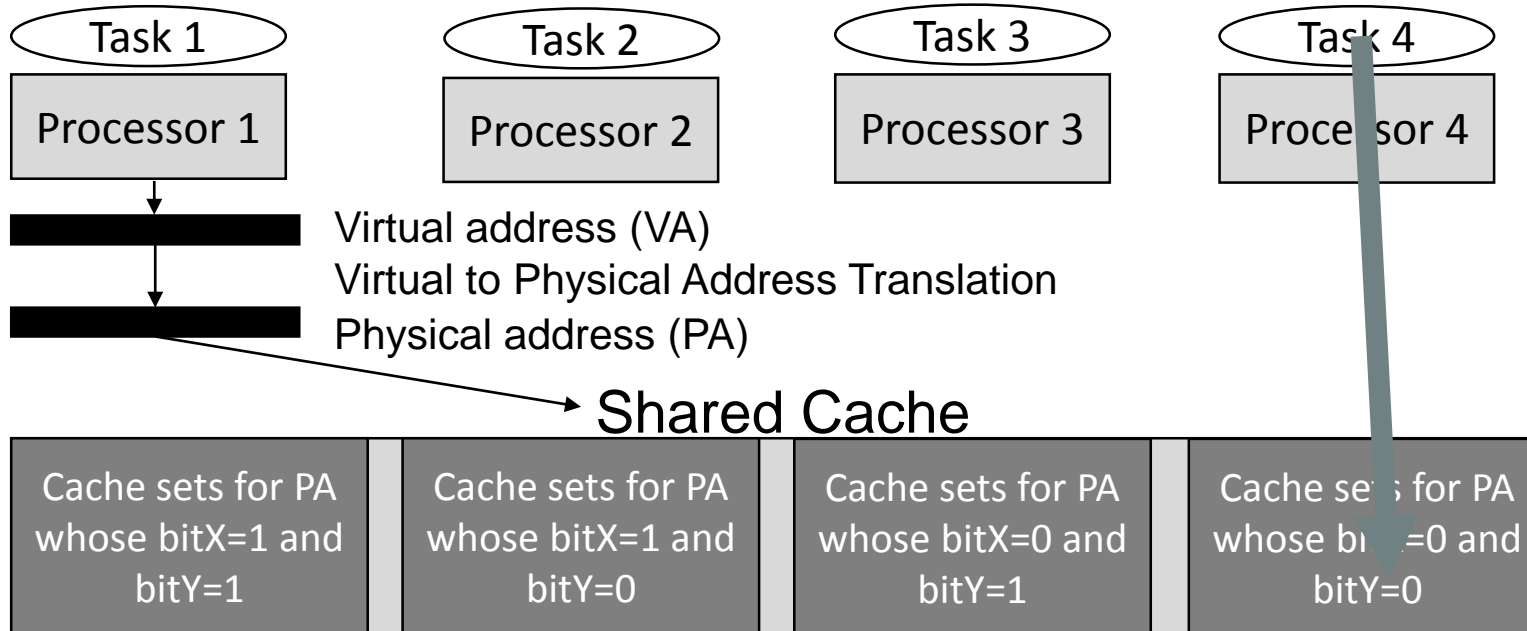 Task 1
Task 2
Task 3
Task 4
Processor 1
Processor 2
Processor 3
Processor 4
Virtual address (VA)
Virtual to Physical Address Translation
Physical address (PA)
Shared Cache
Cache sets for PA
whose bitX=1 and
bitY=1
Cache sets for PA
whose bitX=1 and
bitY=0
Cache sets for PA
whose bitX=0 and
bitY=1
Cache sets for PA
whose bitX=0 and
bitY=0